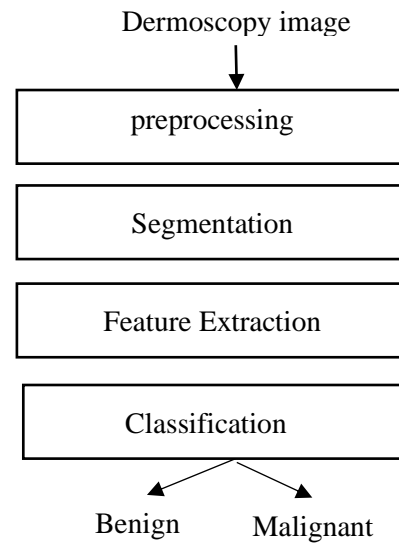 Dermoscopy image
preprocessing
Segmentation
Feature Extraction
Classification
Benign Malignant